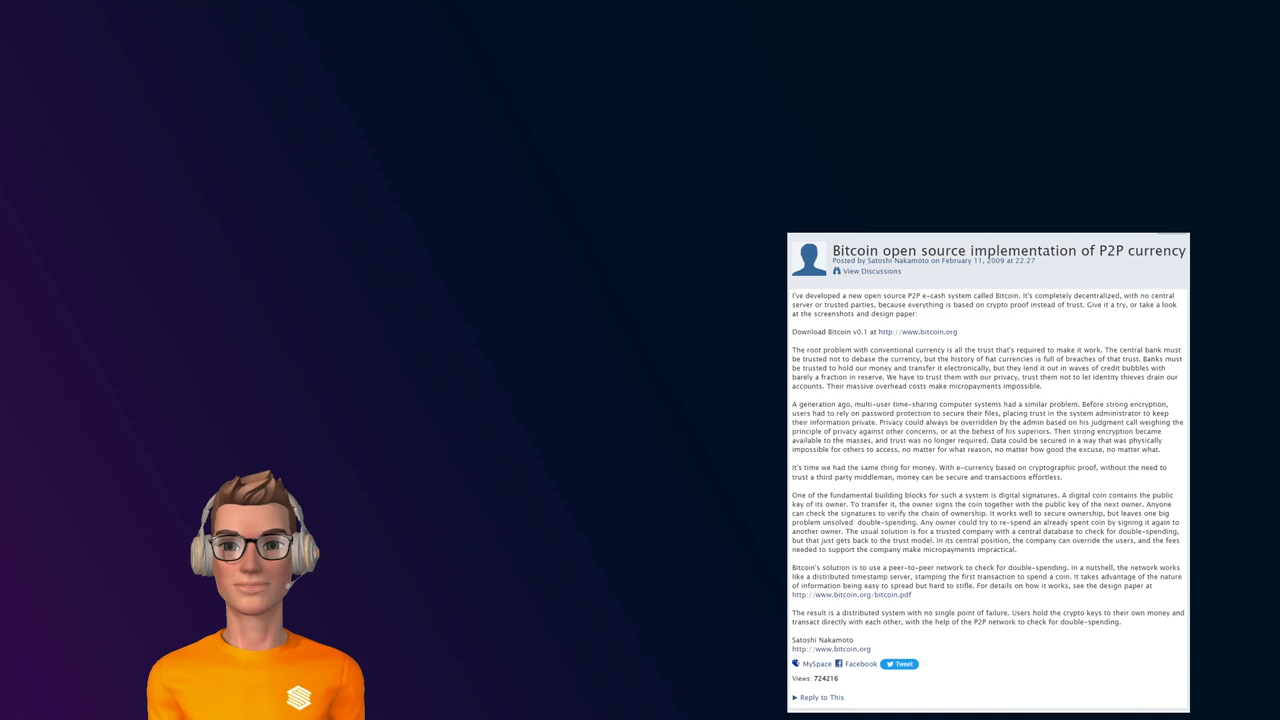 Bitcoin open source implementation of P2P currency
Posted by Satoshi Nakamoto on February 11, 2009 at 22:27
View Discussions
I've developed a new open source P2P e-cash system called Bitcoin. It's completely decentralized, with no central
server or trusted parties, because everything is based on crypto proof instead of trust. Give it a try, or take a look
at the screenshots and design paper:
Download Bitcoin v0.1 at http://www.bitcoin.org
The root problem with conventional currency is all the trust that's required to make it work. The central bank must
be trusted not to debase the currency, but the history of fiat currencies is full of breaches of that trust. Banks must
be trusted to hold our money and transfer it electronically, but they lend it out in waves of credit bubbles with
barely a fraction in reserve. We have to trust them with our privacy, trust them not to let identity thieves drain our
accounts. Their massive overhead costs make micropayments impossible.
A generation ago, multi-user time-sharing computer systems had a similar problem. Before strong encryption,
users had to rely on password protection to secure their files, placing trust in the system administrator to keep
their information private. Privacy could always be overridden by the admin based on his judgment call weighing the
principle of privacy against other concerns, or at the behest of his superiors. Then strong encryption became
available to the masses, and trust was no longer required. Data could be secured in a way that was physically
impossible for others to access, no matter for what reason, no matter how good the excuse, no matter what.
It's time we had the same thing for money. With e-currency based on cryptographic proof, without the need to
trust a third party middleman, money can be secure and transactions effortless.
One of the fundamental building blocks for such a system is digital signatures. A digital coin contains the public
key of its owner. To transfer it, the owner signs the coin together with the public key of the next owner. Anyone
can check the signatures to verify the chain of ownership. It works well to secure ownership, but leaves one big
problem unsolved: double-spending. Any owner could try to re-spend an already spent coin by signing it again to
another owner. The usual solution is for a trusted company with a central database to check for double-spending,
but that just gets back to the trust model. In its central position, the company can override the users, and the fees
needed to support the company make micropayments impractical.
Bitcoin's solution is to use a peer-to-peer network to check for double-spending. In a nutshell, the network works
like a distributed timestamp server, stamping the first transaction to spend a coin. It takes advantage of the nature
of information being easy to spread but hard to stifle. For details on how it works, see the design paper at
http://www.bitcoin.org/bitcoin.pdf
The result is a distributed system with no single point of failure. Users hold the crypto keys to their own money and
transact directly with each other, with the help of the P2P network to check for double-spending.
Satoshi Nakamoto
http://www.bitcoin.org
MySpace Facebook Tweet
Views: 724216
▶ Reply to This